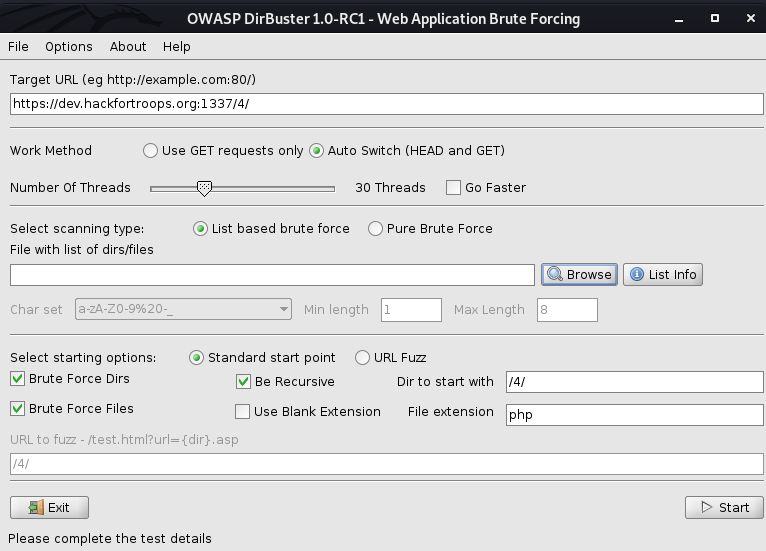 OWASP DirBuster 1.0-RC1 - Web Application Brute Forcing
File Options About Help
Target URL (eg http://example.com:80/)
https://dev.hackfortroops.org:1337/4/
Work Method Use GET requests only Auto Switch (HEAD and GET)
Number Of Threads 30 Threads Go Faster
Select scanning type: List based brute force Pure Brute Force
File with list of dirs/files
Browse List Info
Char set a-zA-Z0-9%20-_ Min length 1 Max Length 8
Select starting options: Standard start point URL Fuzz
Brute Force Dirs Be Recursive Dir to start with /4/
Brute Force Files Use Blank Extension File extension php
URL to fuzz - /test.html?url={dir}.asp
/4/
Exit Start
Please complete the test details